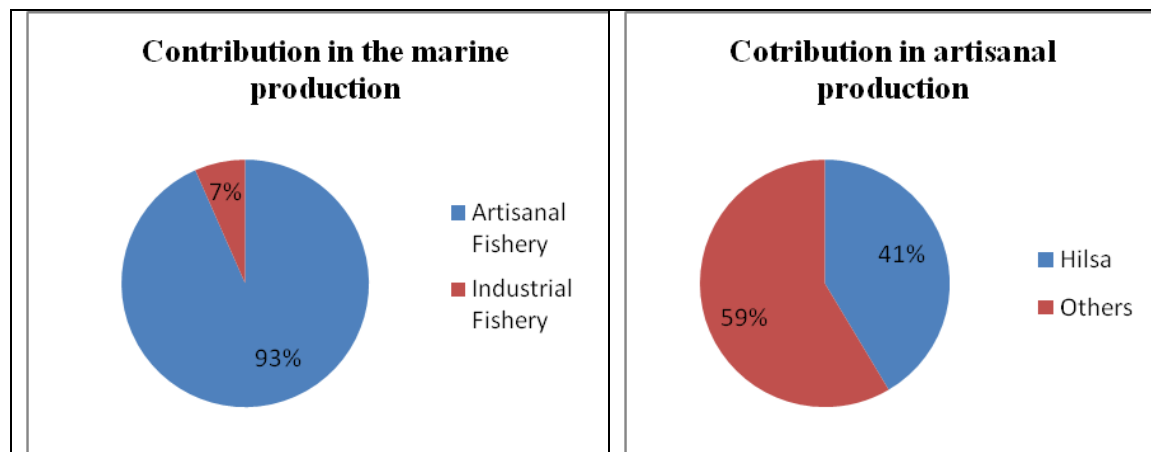 Contribution in the marine
production
7%
93%
Artisanal
Fishery
Industrial
Fishery
Cotribution in artisanal
production
41%
59%
Hilsa
Others